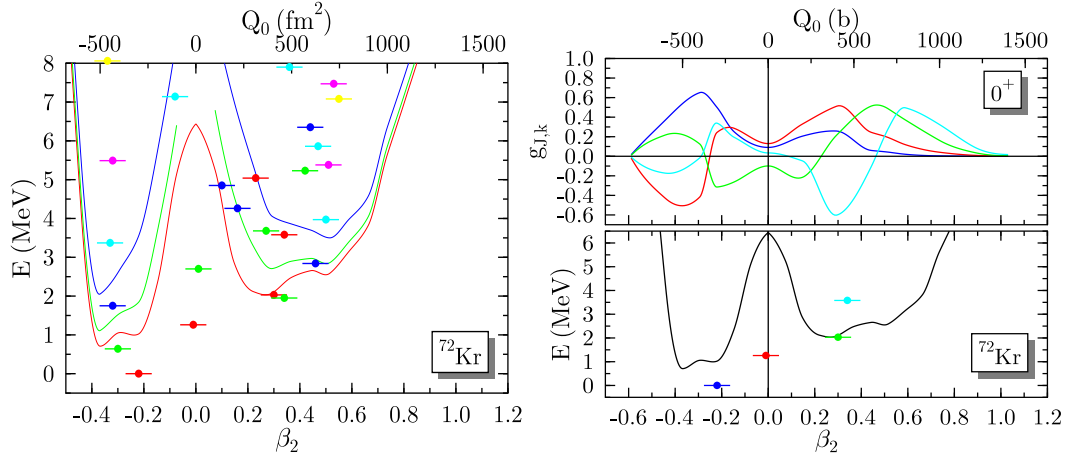 Q₀ (fm²)
-500 0 500 1000 1500
8
7
6
5
4
3
2
1
0
E (MeV)
⁷²Kr
-0.4 -0.2 0.0 0.2 0.4 0.6 0.8 1.0 1.2
β₂
Q₀ (b)
-500 0 500 1000 1500
1.0
0.8
0.6
0.4
0.2
0.0
-0.2
-0.4
-0.6
g_J,k
0⁺
6
5
4
3
2
1
0
E (MeV)
⁷²Kr
-0.6 -0.4 -0.2 0.0 0.2 0.4 0.6 0.8 1.0 1.2
β₂